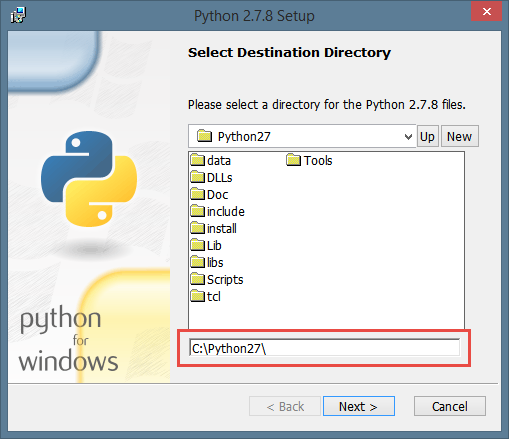 Python 2.7.8 Setup
Select Destination Directory
Please select a directory for the Python 2.7.8 files.
Python27
Up
New
data
Tools
DLLs
Doc
include
install
Lib
libs
Scripts
tcl
C:\Python27\
python
for
windows
< Back
Next >
Cancel